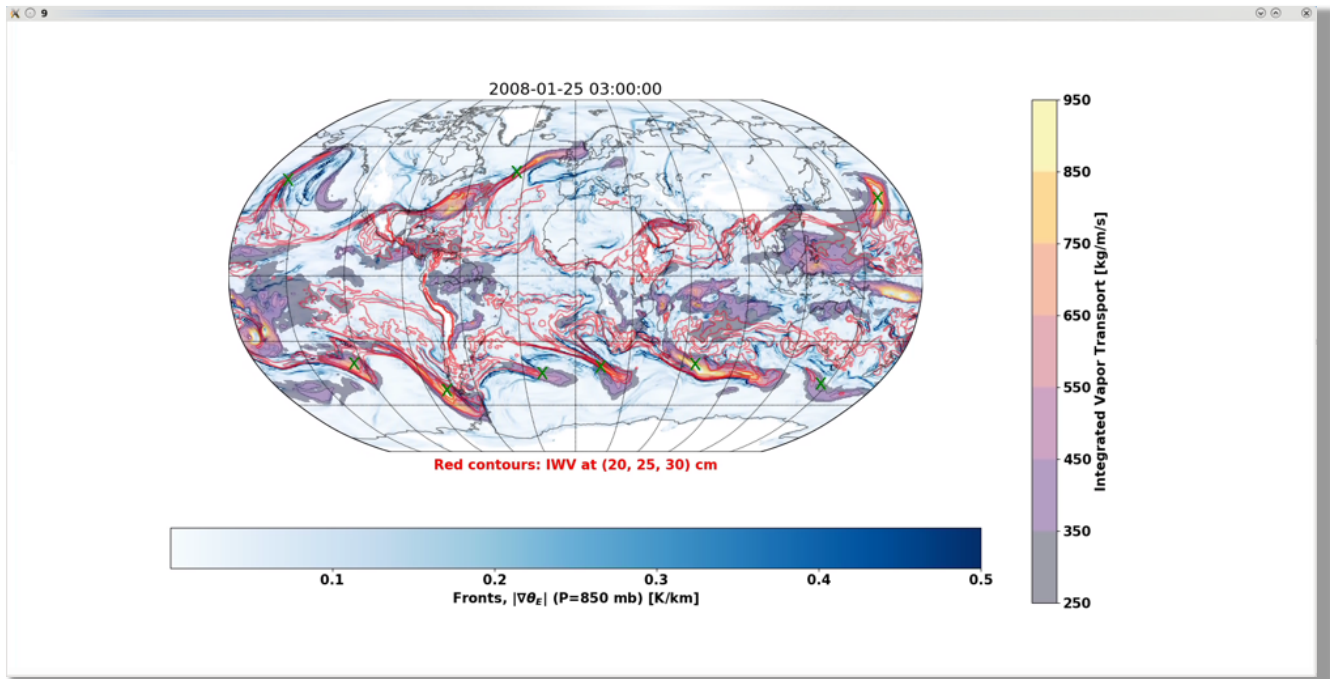 9
2008-01-25 03:00:00
Red contours: IWV at (20, 25, 30) cm
0.1 0.2 0.3 0.4 0.5
Fronts, |∇θ_E| (P=850 mb) [K/km]
950
850
750
650
550
450
350
250
Integrated Vapor Transport [kg/m/s]